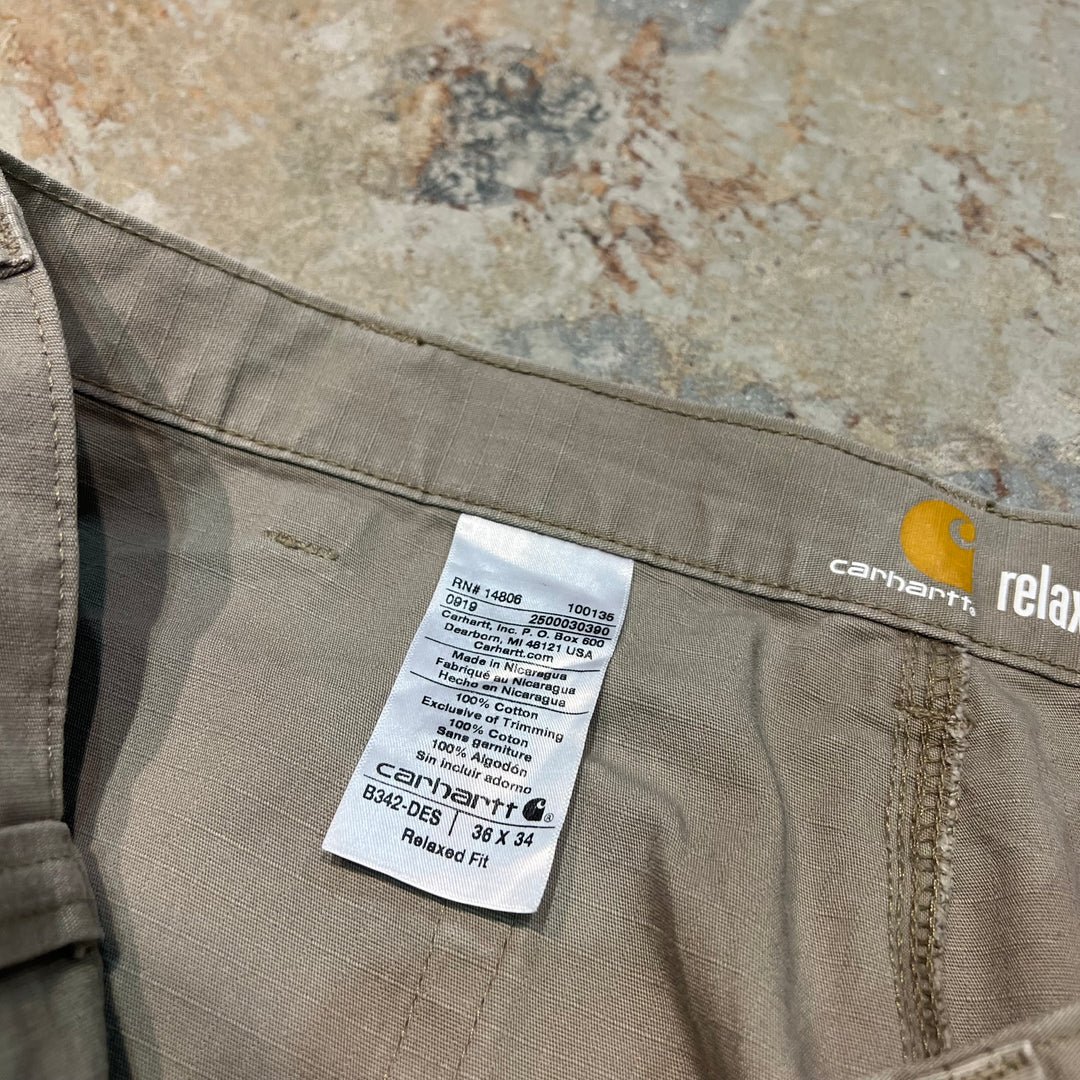 carhartt®
relax
RN# 14806 100135
0919 2500030390
Carhartt, Inc. P. O. Box 600
Dearborn, MI 48121 USA
Carhartt.com
Made in Nicaragua
Fabriqué au Nicaragua
Hecho en Nicaragua
100% Cotton
Exclusive of Trimming
100% Coton
Sans garniture
100% Algodón
Sin incluir adorno
carhartt ®
B342-DES | 36 X 34
Relaxed Fit